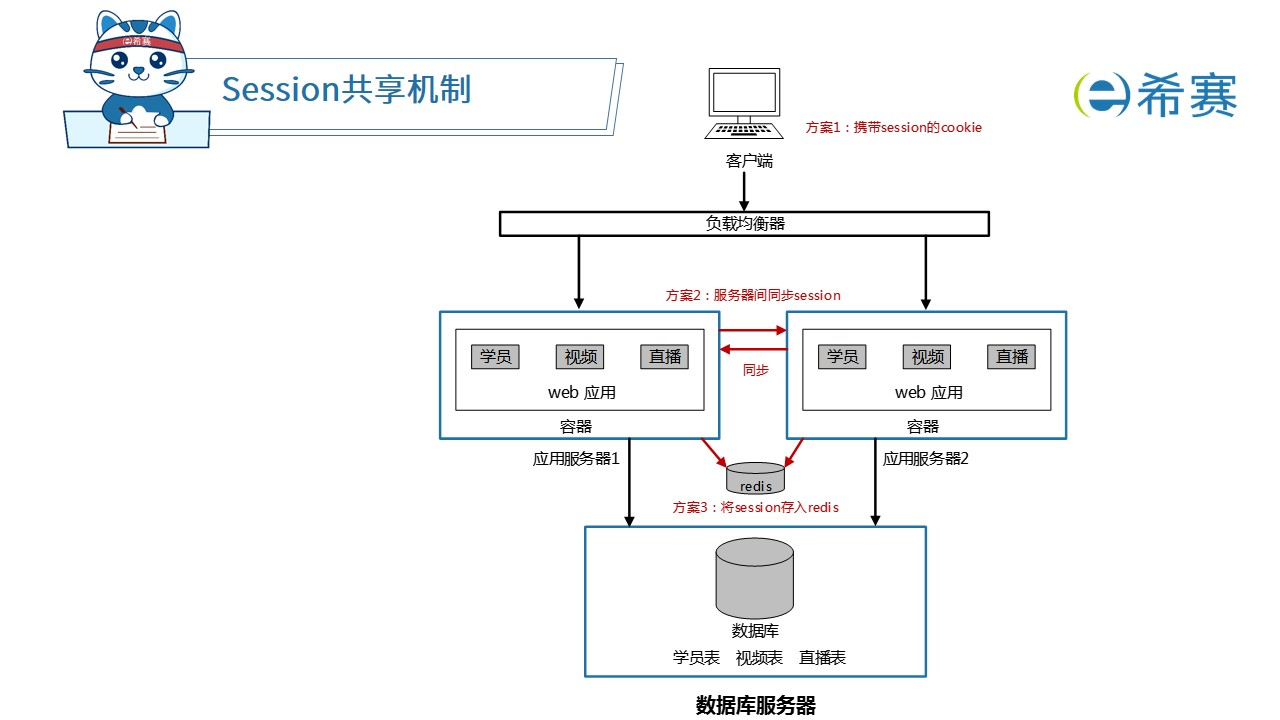 希赛
Session共享机制
希赛
方案1：携带session的cookie
客户端
负载均衡器
方案2：服务器间同步session
学员 视频 直播
web 应用
容器
应用服务器1
同步
学员 视频 直播
web 应用
容器
应用服务器2
redis
方案3：将session存入redis
数据库
学员表 视频表 直播表
数据库服务器